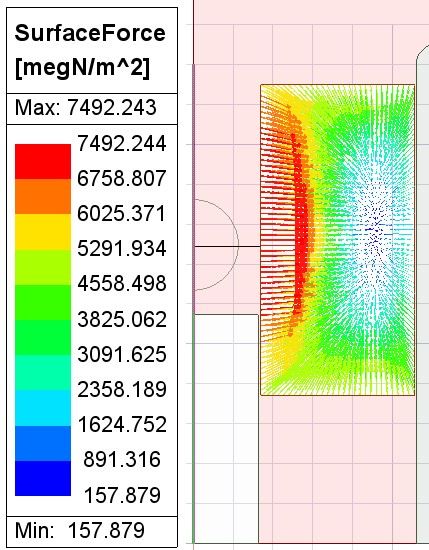 SurfaceForce
[megN/m^2]
Max: 7492.243
7492.244
6758.807
6025.371
5291.934
4558.498
3825.062
3091.625
2358.189
1624.752
891.316
157.879
Min: 157.879